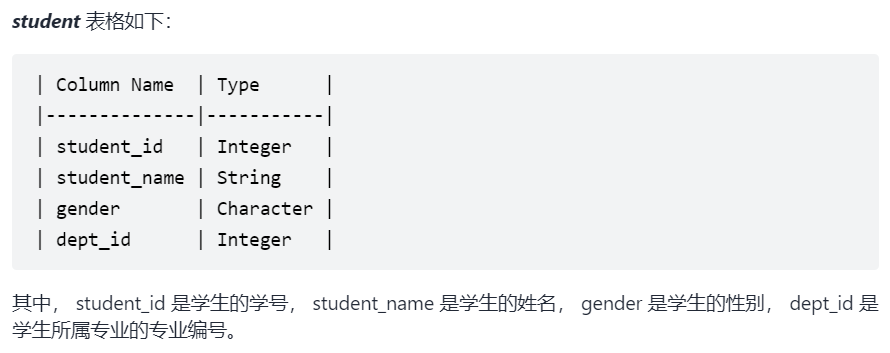 student 表格如下：
| Column Name  | Type      |
|--------------|-----------|
| student_id   | Integer   |
| student_name | String    |
| gender       | Character |
| dept_id      | Integer   |
其中， student_id 是学生的学号， student_name 是学生的姓名， gender 是学生的性别， dept_id 是
学生所属专业的专业编号。